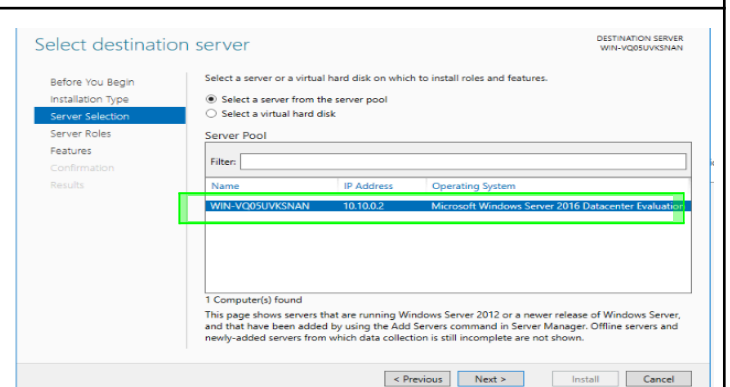 Select destination server
DESTINATION SERVER
WIN-VQ05UVKSNAN
Before You Begin
Installation Type
Server Selection
Server Roles
Features
Confirmation
Results
Select a server or a virtual hard disk on which to install roles and features.
Select a server from the server pool
Select a virtual hard disk
Server Pool
Filter:
Name IP Address Operating System
WIN-VQ05UVKSNAN 10.10.0.2 Microsoft Windows Server 2016 Datacenter Evaluation
1 Computer(s) found
This page shows servers that are running Windows Server 2012 or a newer release of Windows Server,
and that have been added by using the Add Servers command in Server Manager. Offline servers and
newly-added servers from which data collection is still incomplete are not shown.
< Previous Next > Install Cancel